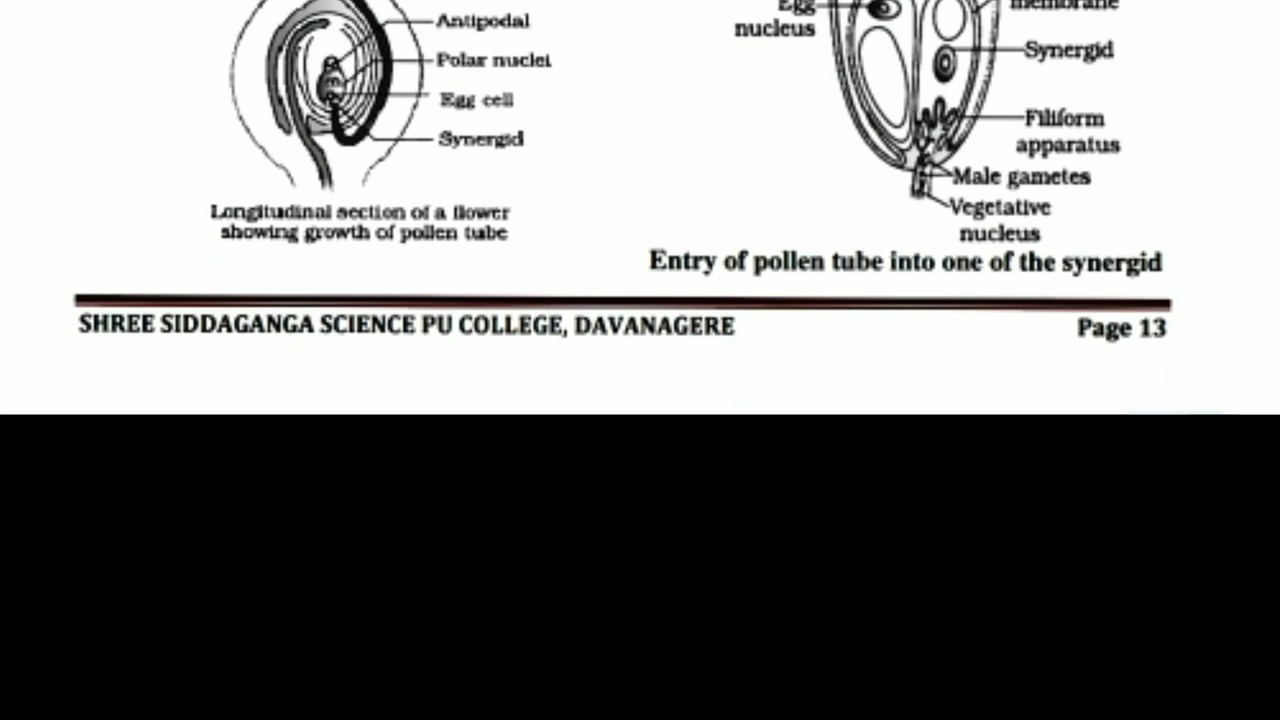 Antipodal
Polar nuclei
Egg cell
Synergid
Longitudinal section of a flower
showing growth of pollen tube
Egg
nucleus
membrane
Synergid
Filiform
apparatus
Male gametes
Vegetative
nucleus
Entry of pollen tube into one of the synergid
SHREE SIDDAGANGA SCIENCE PU COLLEGE, DAVANAGERE
Page 13